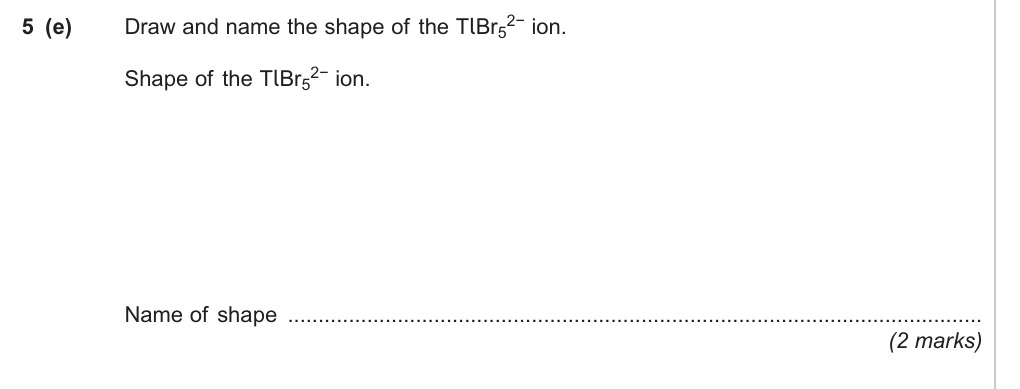 5 (e) Draw and name the shape of the TlBr₅²⁻ ion.
Shape of the TlBr₅²⁻ ion.
Name of shape ....................................................................................................................
(2 marks)